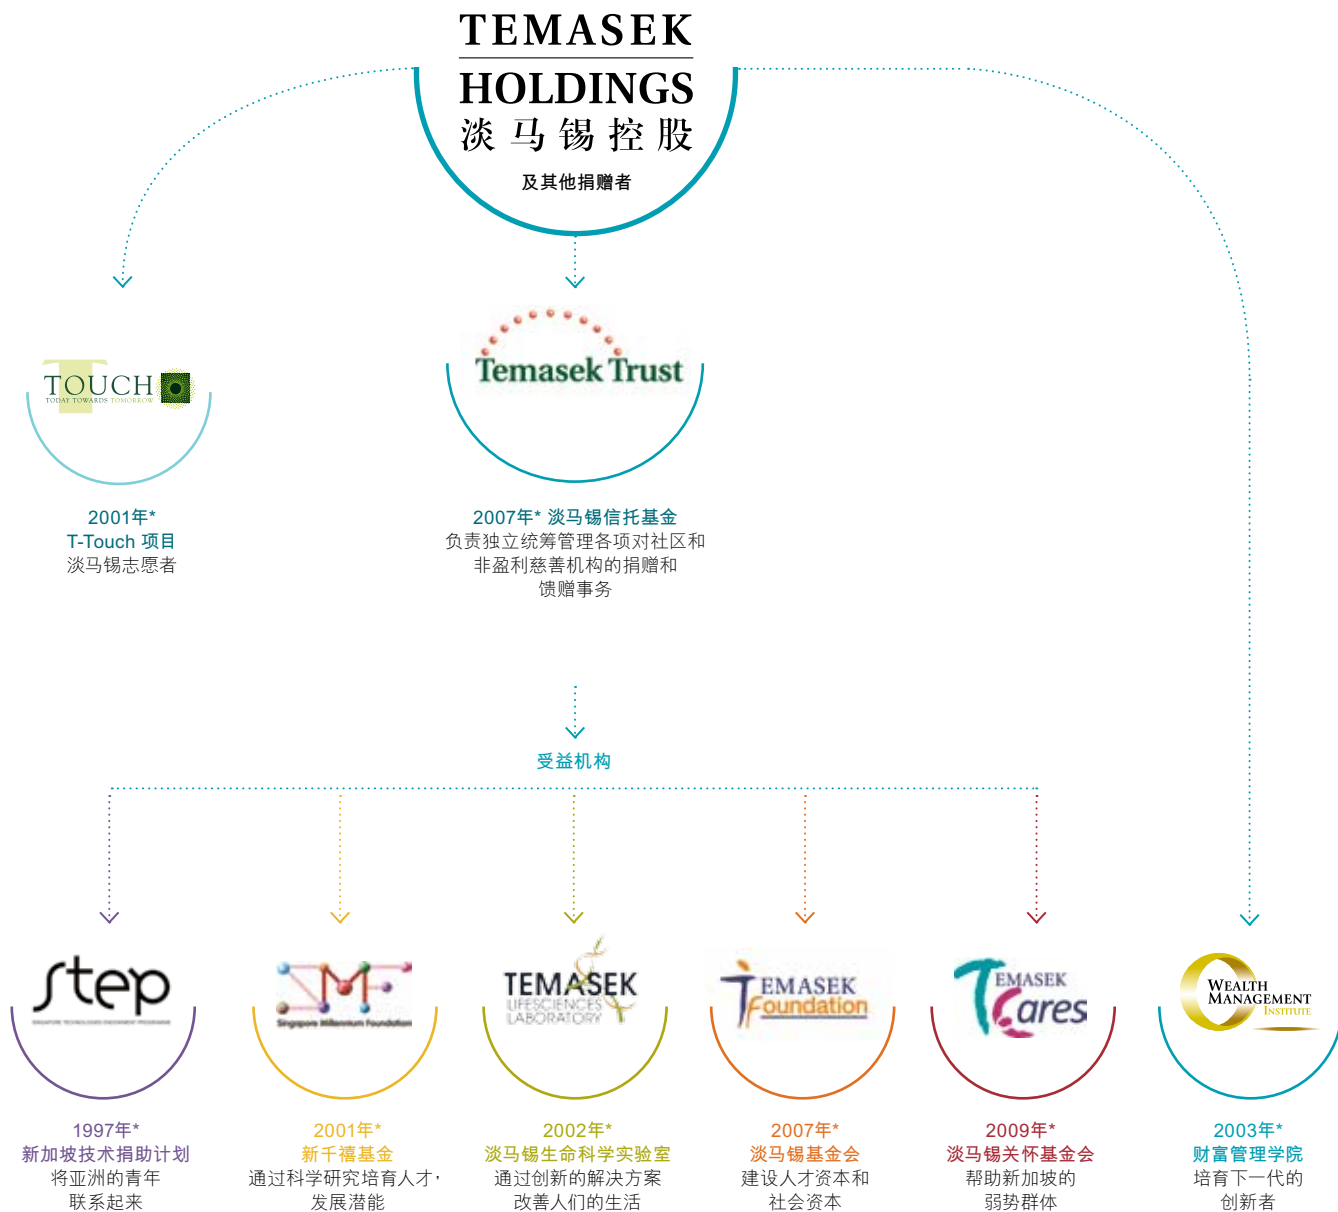 TEMASEK
HOLDINGS
淡马锡控股
及其他捐赠者
TOUCH
TODAY TOWARDS TOMORROW
Temasek Trust
2001年*
T-Touch 项目
淡马锡志愿者
2007年* 淡马锡信托基金
负责独立统筹管理各项对社区和
非盈利慈善机构的捐赠和
馈赠事务
受益机构
step
SINGAPORE TECHNOLOGIES ENDOWMENT PROGRAMME
Singapore Millennium Foundation
TEMASEK
LIFESCIENCES
LABORATORY
TEMASEK
Foundation
TEMASEK
Cares
WEALTH
MANAGEMENT
INSTITUTE
1997年*
新加坡技术捐助计划
将亚洲的青年
联系起来
2001年*
新千禧基金
通过科学研究培育人才，
发展潜能
2002年*
淡马锡生命科学实验室
通过创新的解决方案
改善人们的生活
2007年*
淡马锡基金会
建设人才资本和
社会资本
2009年*
淡马锡关怀基金会
帮助新加坡的
弱势群体
2003年*
财富管理学院
培育下一代的
创新者